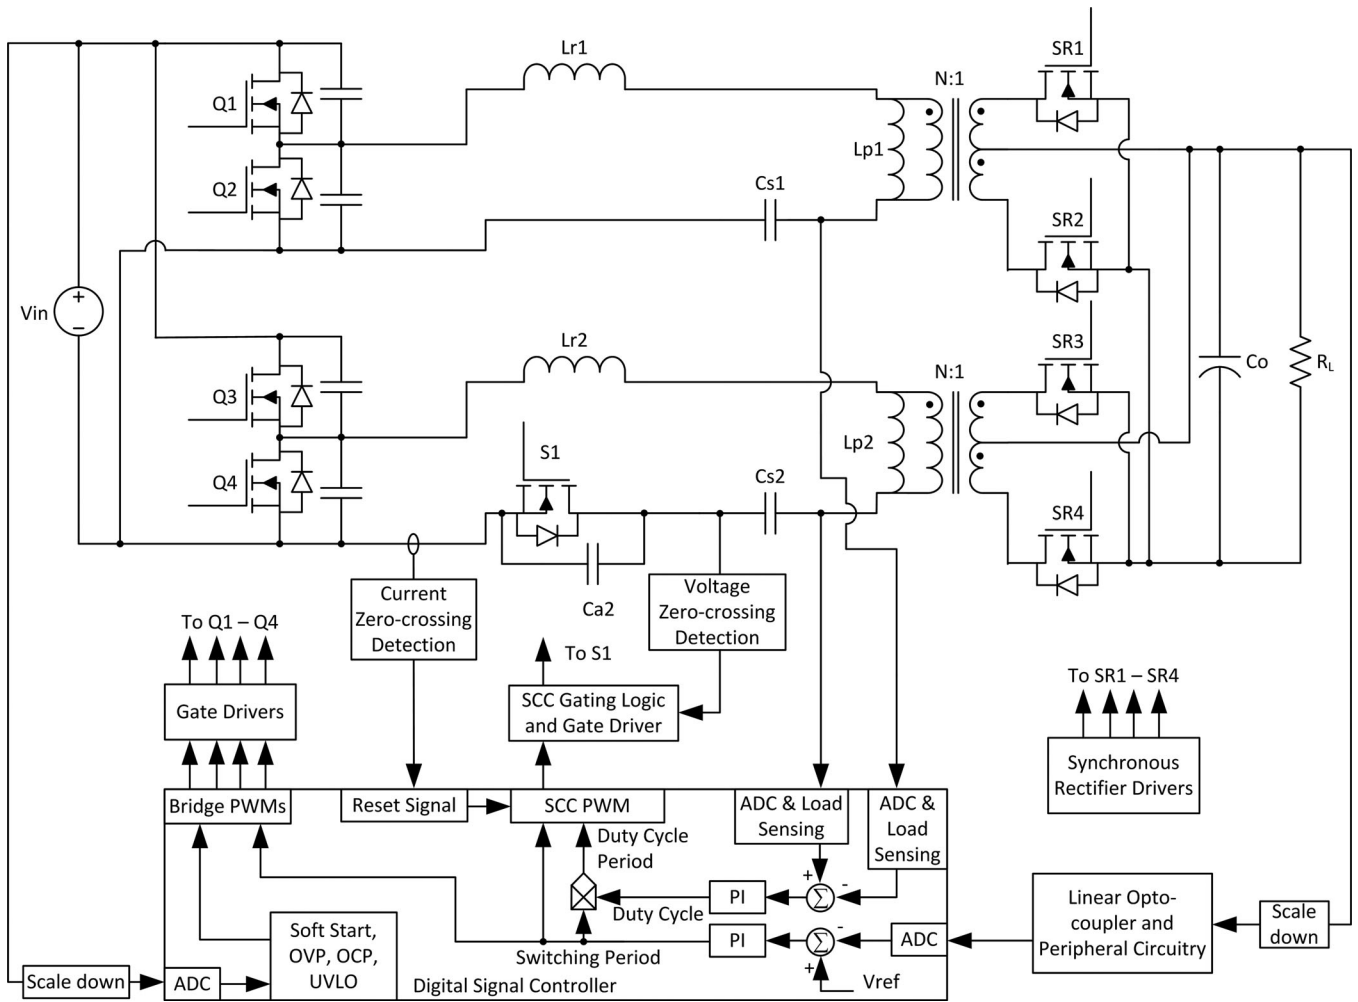 Lr1
SR1
N:1
Q1
Lp1
Q2
Cs1
SR2
Vin
+
−
Lr2
SR3
N:1
Co
RL
Q3
Lp2
S1
Q4
Cs2
SR4
Ca2
Current
Zero-crossing
Detection
Voltage
Zero-crossing
Detection
To Q1 – Q4
To S1
Gate Drivers
SCC Gating Logic
and Gate Driver
To SR1 – SR4
Synchronous
Rectifier Drivers
Bridge PWMs
Reset Signal
SCC PWM
ADC & Load
Sensing
ADC &
Load
Sensing
Duty Cycle
Period
+
-
Σ
PI
Duty Cycle
Linear Opto-
coupler and
Peripheral Circuitry
Scale
down
Soft Start,
OVP, OCP,
UVLO
Switching Period
PI
Σ
-
+
ADC
Vref
Scale down
ADC
Digital Signal Controller